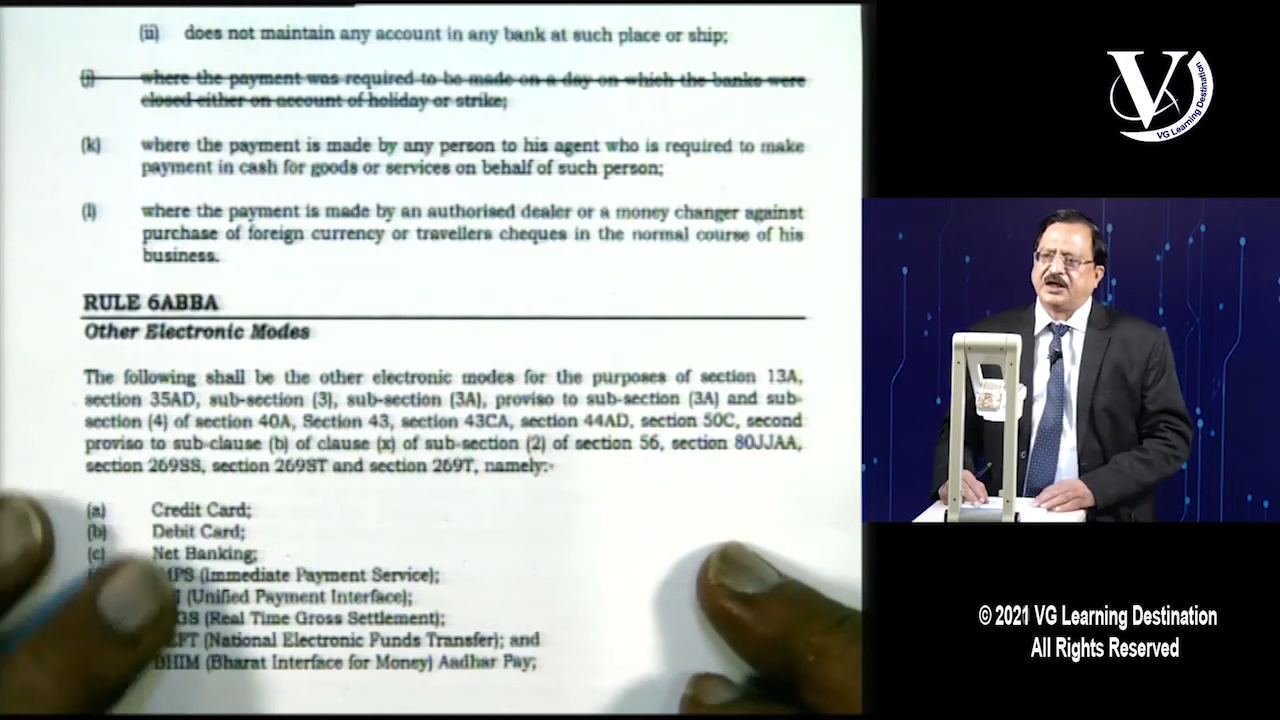 (ii) does not maintain any account in any bank at such place or ship;
(j) where the payment was required to be made on a day on which the banks were
closed either on account of holiday or strike;
(k) where the payment is made by any person to his agent who is required to make
payment in cash for goods or services on behalf of such person;
(l) where the payment is made by an authorised dealer or a money changer against
purchase of foreign currency or travellers cheques in the normal course of his
business.
RULE 6ABBA
Other Electronic Modes
The following shall be the other electronic modes for the purposes of section 13A,
section 35AD, sub-section (3), sub-section (3A), proviso to sub-section (3A) and sub-
section (4) of section 40A, Section 43, section 43CA, section 44AD, section 50C, second
proviso to sub-clause (b) of clause (x) of sub-section (2) of section 56, section 80JJAA,
section 269SS, section 269ST and section 269T, namely:-
(a) Credit Card;
(b) Debit Card;
(c) Net Banking;
(Immediate Payment Service);
(Unified Payment Interface);
(Real Time Gross Settlement);
(National Electronic Funds Transfer); and
BHIM (Bharat Interface for Money) Aadhar Pay;
V
VG Learning Destination
© 2021 VG Learning Destination
All Rights Reserved